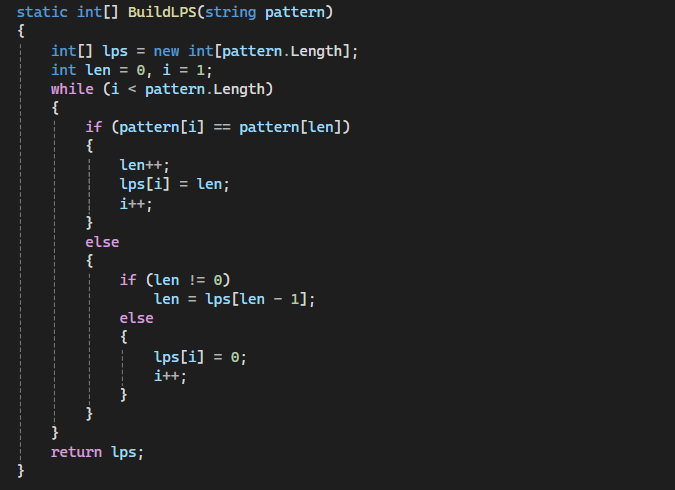 static int[] BuildLPS(string pattern)
{
    int[] lps = new int[pattern.Length];
    int len = 0, i = 1;
    while (i < pattern.Length)
    {
        if (pattern[i] == pattern[len])
        {
            len++;
            lps[i] = len;
            i++;
        }
        else
        {
            if (len != 0)
                len = lps[len - 1];
            else
            {
                lps[i] = 0;
                i++;
            }
        }
    }
    return lps;
}